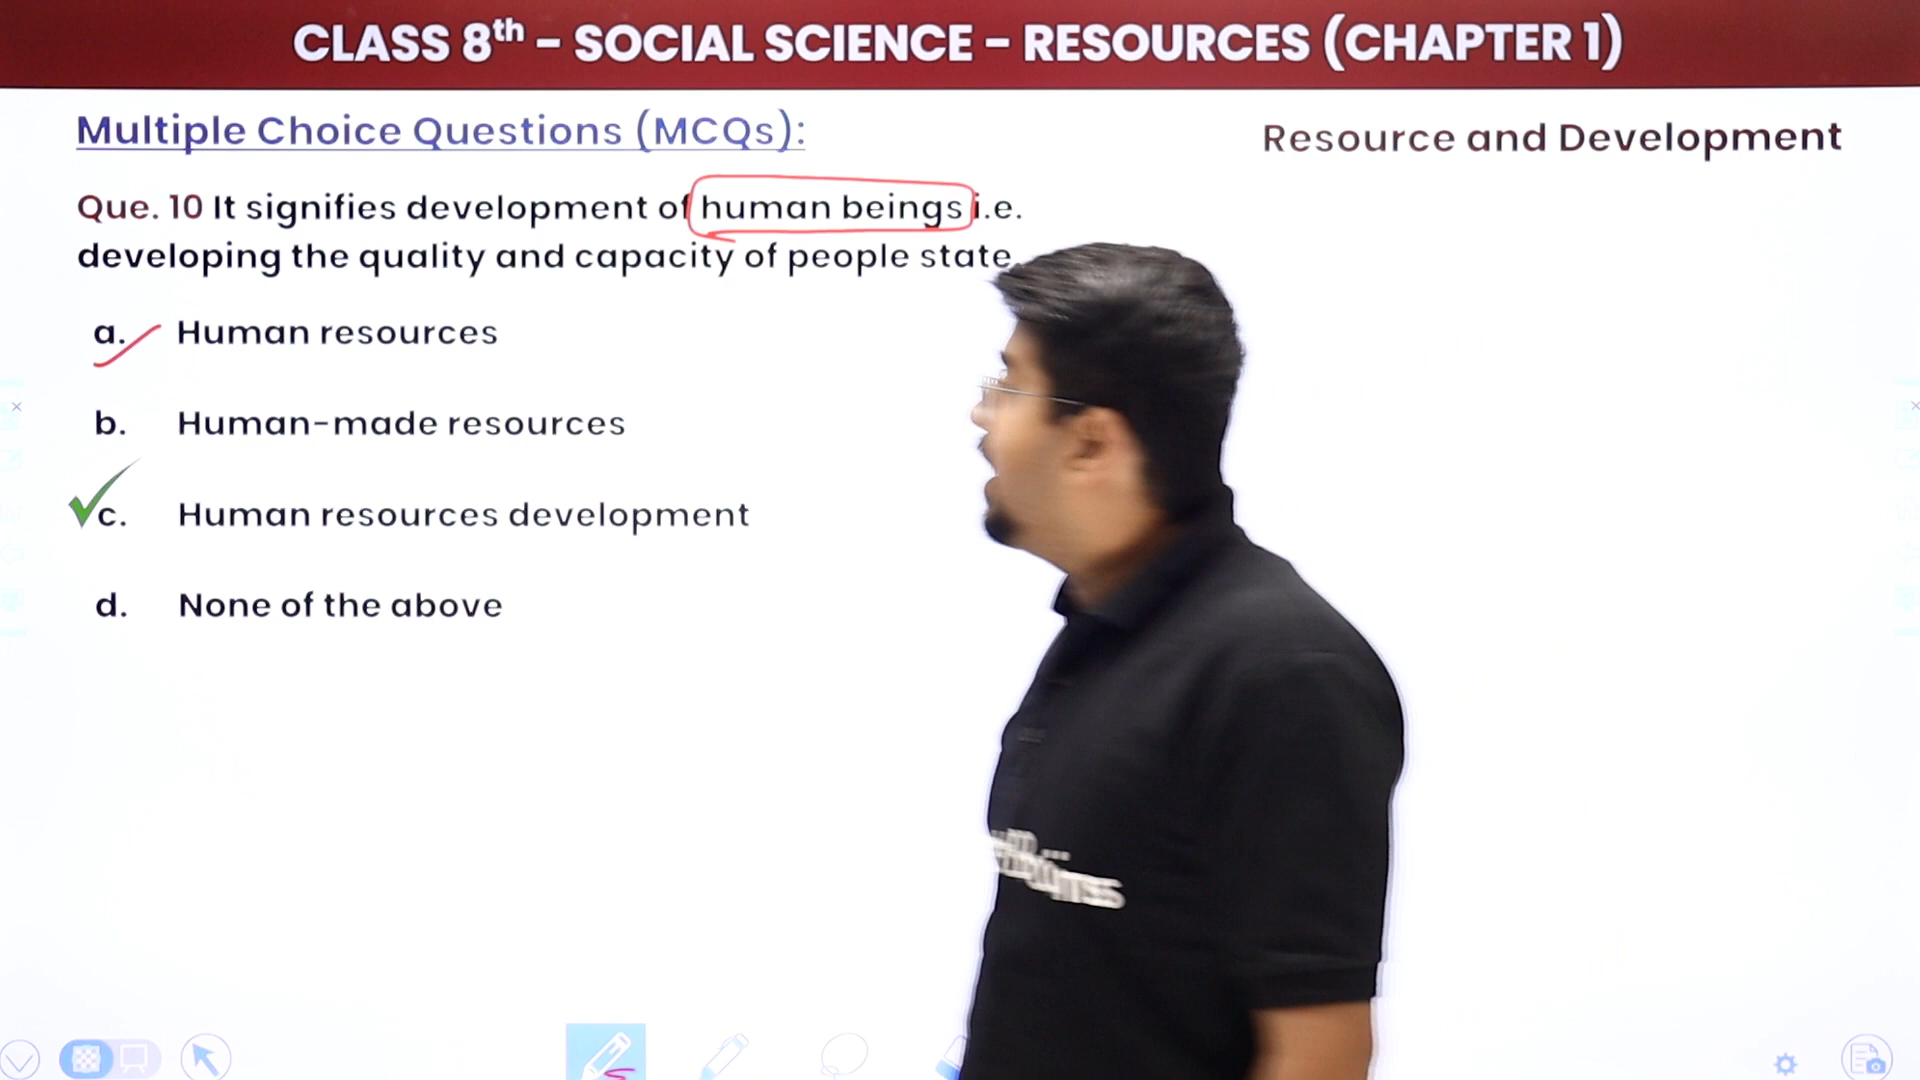 CLASS 8th - SOCIAL SCIENCE - RESOURCES (CHAPTER 1)
Multiple Choice Questions (MCQs):
Resource and Development
Que. 10 It signifies development of human beings i.e.
developing the quality and capacity of people state.
a. Human resources
b. Human-made resources
c. Human resources development
d. None of the above